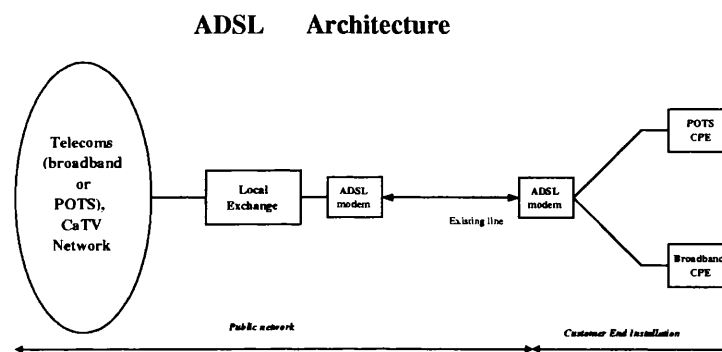 ADSL Architecture
Telecoms
(broadband
or
POTS),
CaTV
Network
Local
Exchange
ADSL
modem
Existing line
ADSL
modem
POTS
CPE
Broadband
CPE
Public network
Customer End Installation